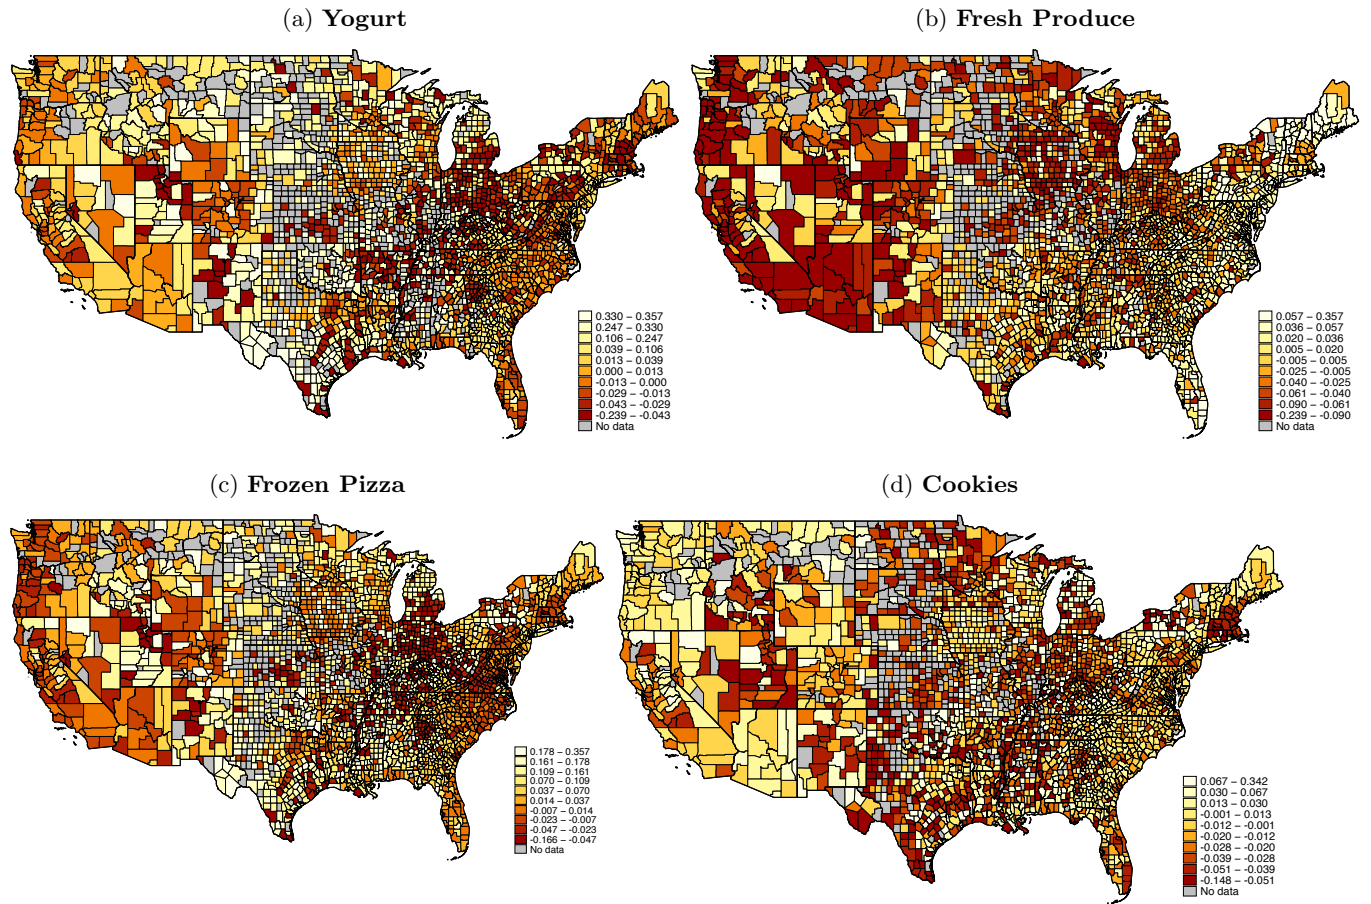 (a) Yogurt
(b) Fresh Produce
0.330 − 0.357
0.247 − 0.330
0.106 − 0.247
0.039 − 0.106
0.013 − 0.039
0.000 − 0.013
-0.013 − 0.000
-0.029 − -0.013
-0.043 − -0.029
-0.239 − -0.043
No data
0.057 − 0.357
0.036 − 0.057
0.020 − 0.036
0.005 − 0.020
-0.005 − 0.005
-0.025 − -0.005
-0.040 − -0.025
-0.061 − -0.040
-0.090 − -0.061
-0.239 − -0.090
No data
(c) Frozen Pizza
(d) Cookies
0.178 − 0.357
0.161 − 0.178
0.109 − 0.161
0.070 − 0.109
0.037 − 0.070
0.014 − 0.037
-0.007 − 0.014
-0.023 − -0.007
-0.047 − -0.023
-0.166 − -0.047
No data
0.067 − 0.342
0.030 − 0.067
0.013 − 0.030
-0.001 − 0.013
-0.012 − -0.001
-0.020 − -0.012
-0.028 − -0.020
-0.039 − -0.028
-0.051 − -0.039
-0.148 − -0.051
No data